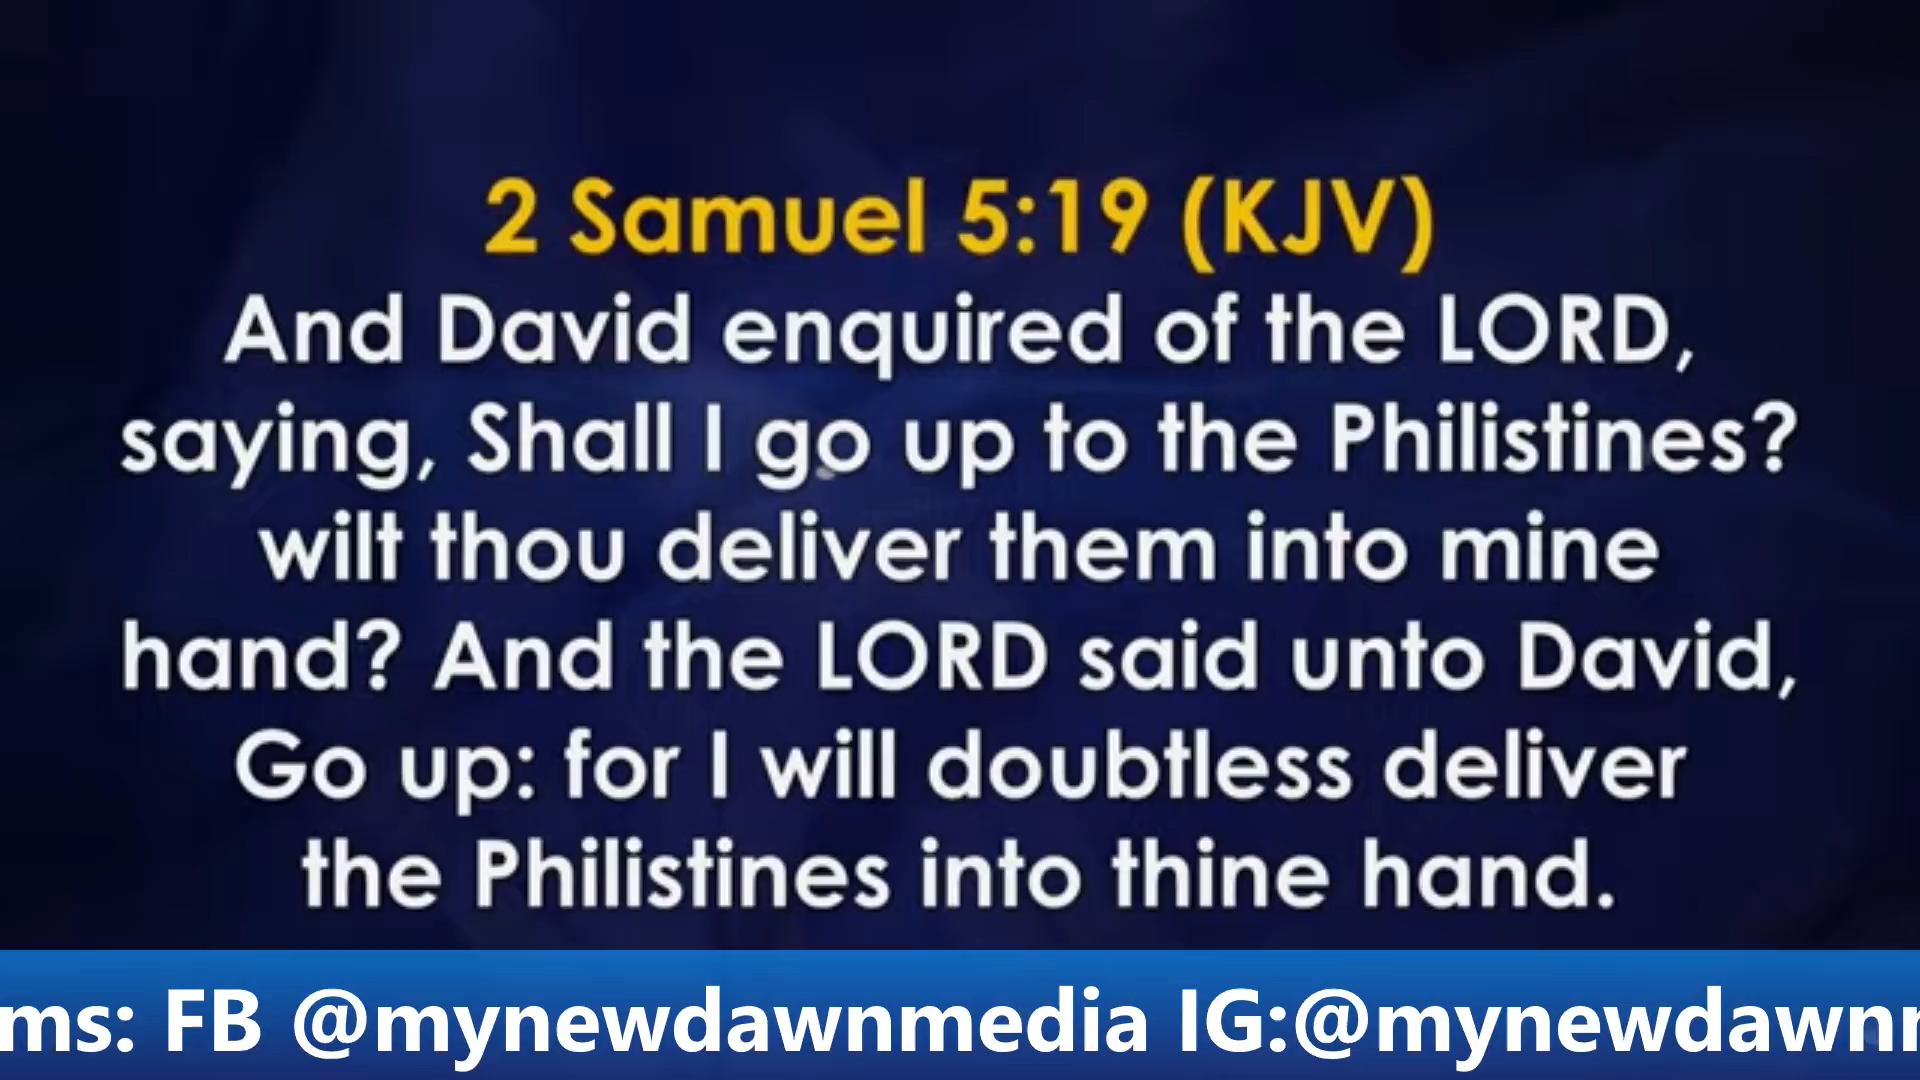 2 Samuel 5:19 (KJV)
And David enquired of the LORD,
saying, Shall I go up to the Philistines?
wilt thou deliver them into mine
hand? And the LORD said unto David,
Go up: for I will doubtless deliver
the Philistines into thine hand.
ms: FB @mynewdawnmedia IG:@mynewdawn